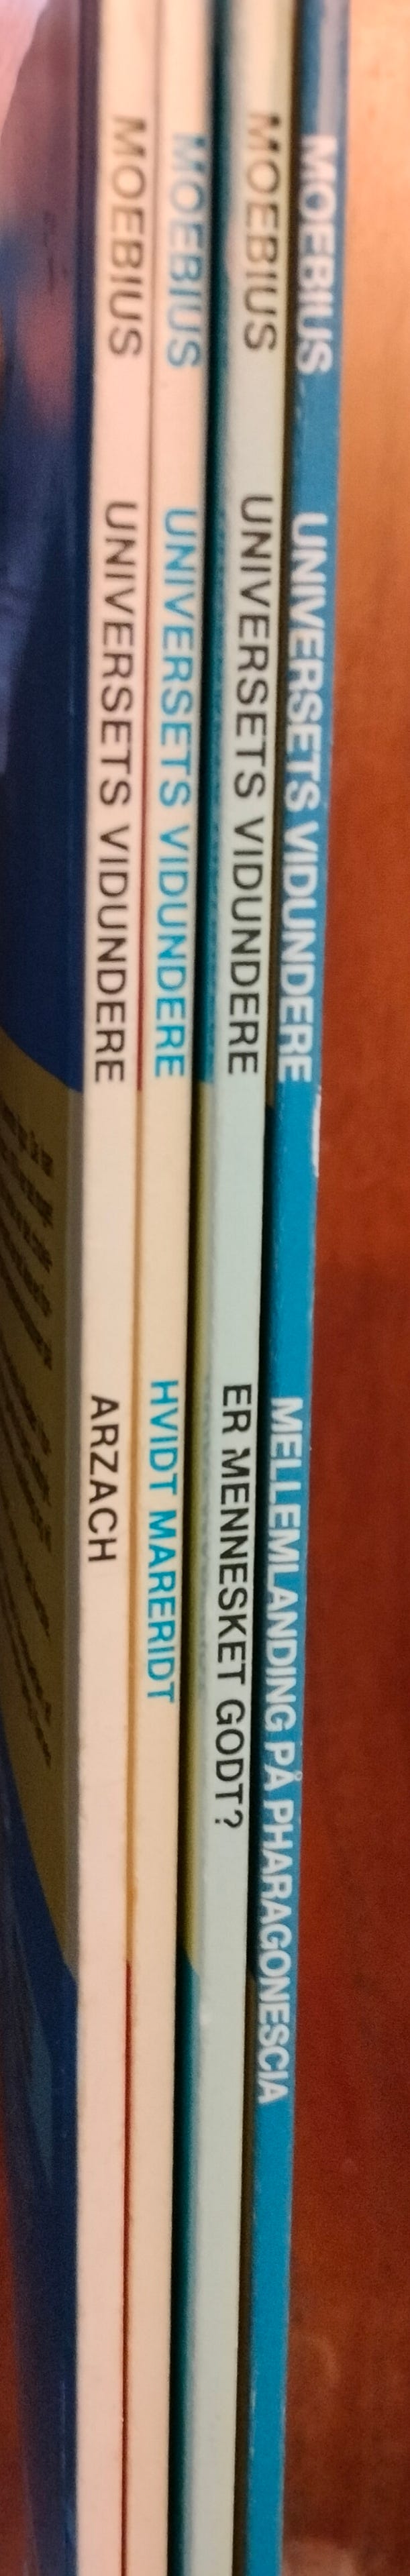 MOEBIUS UNIVERSETS VIDUNDERE ARZACH
MOEBIUS UNIVERSETS VIDUNDERE HVIDT MARERIDT
MOEBIUS UNIVERSETS VIDUNDERE ER MENNESKET GODT?
MOEBIUS UNIVERSETS VIDUNDERE MELLEMLANDING PÅ PHARAGONESCIA